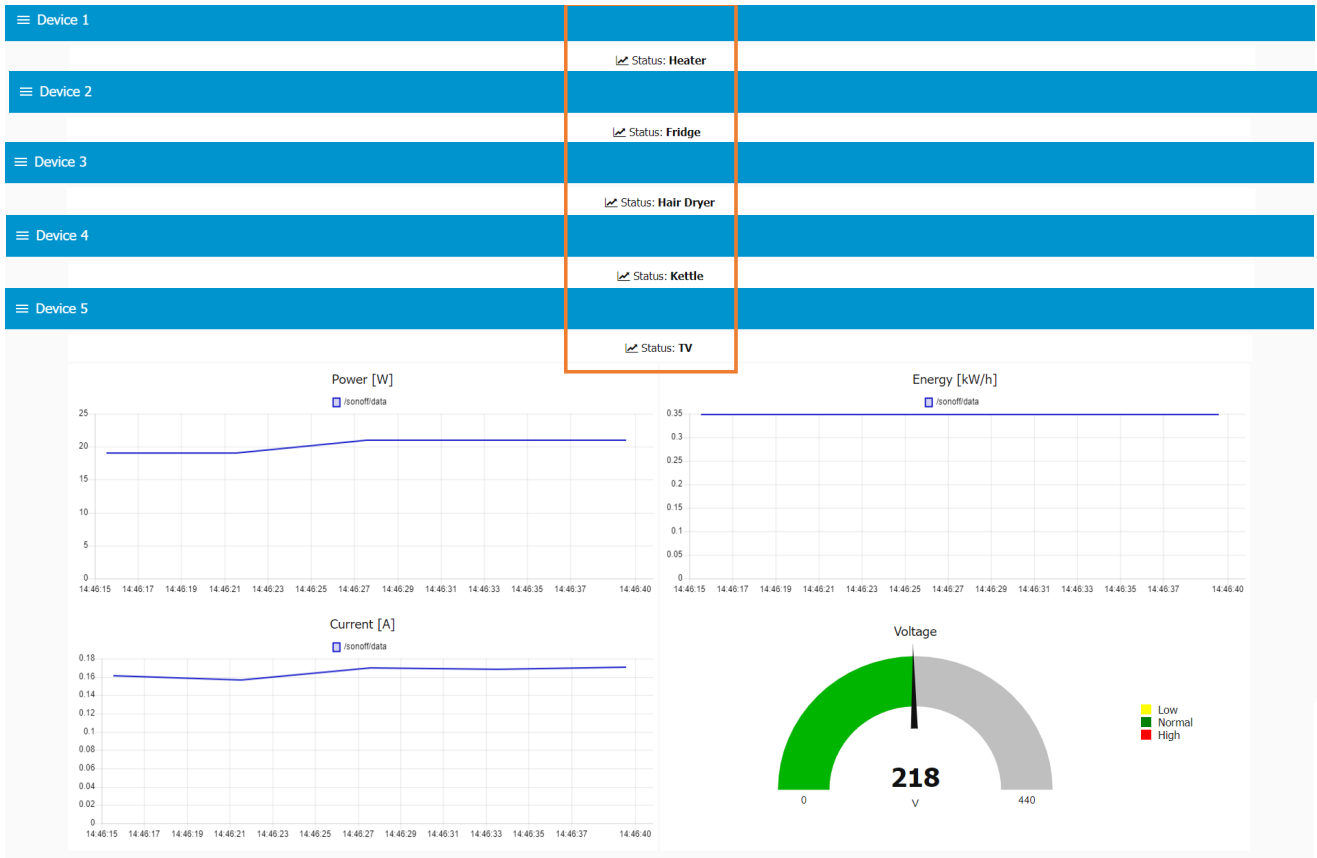 Device 1
Status: Heater
Device 2
Status: Fridge
Device 3
Status: Hair Dryer
Device 4
Status: Kettle
Device 5
Status: TV
Power [W]
/sonoff/data
25
20
15
10
5
0
14:46:15 14:46:17 14:46:19 14:46:21 14:46:23 14:46:25 14:46:27 14:46:29 14:46:31 14:46:33 14:46:35 14:46:37 14:46:40
Energy [kW/h]
/sonoff/data
0.35
0.3
0.25
0.2
0.15
0.1
0.05
0
14:46:15 14:46:17 14:46:19 14:46:21 14:46:23 14:46:25 14:46:27 14:46:29 14:46:31 14:46:33 14:46:35 14:46:37 14:46:40
Current [A]
/sonoff/data
0.18
0.16
0.14
0.12
0.1
0.08
0.06
0.04
0.02
0
14:46:15 14:46:17 14:46:19 14:46:21 14:46:23 14:46:25 14:46:27 14:46:29 14:46:31 14:46:33 14:46:35 14:46:37 14:46:40
Voltage
218
V
0
440
Low
Normal
High